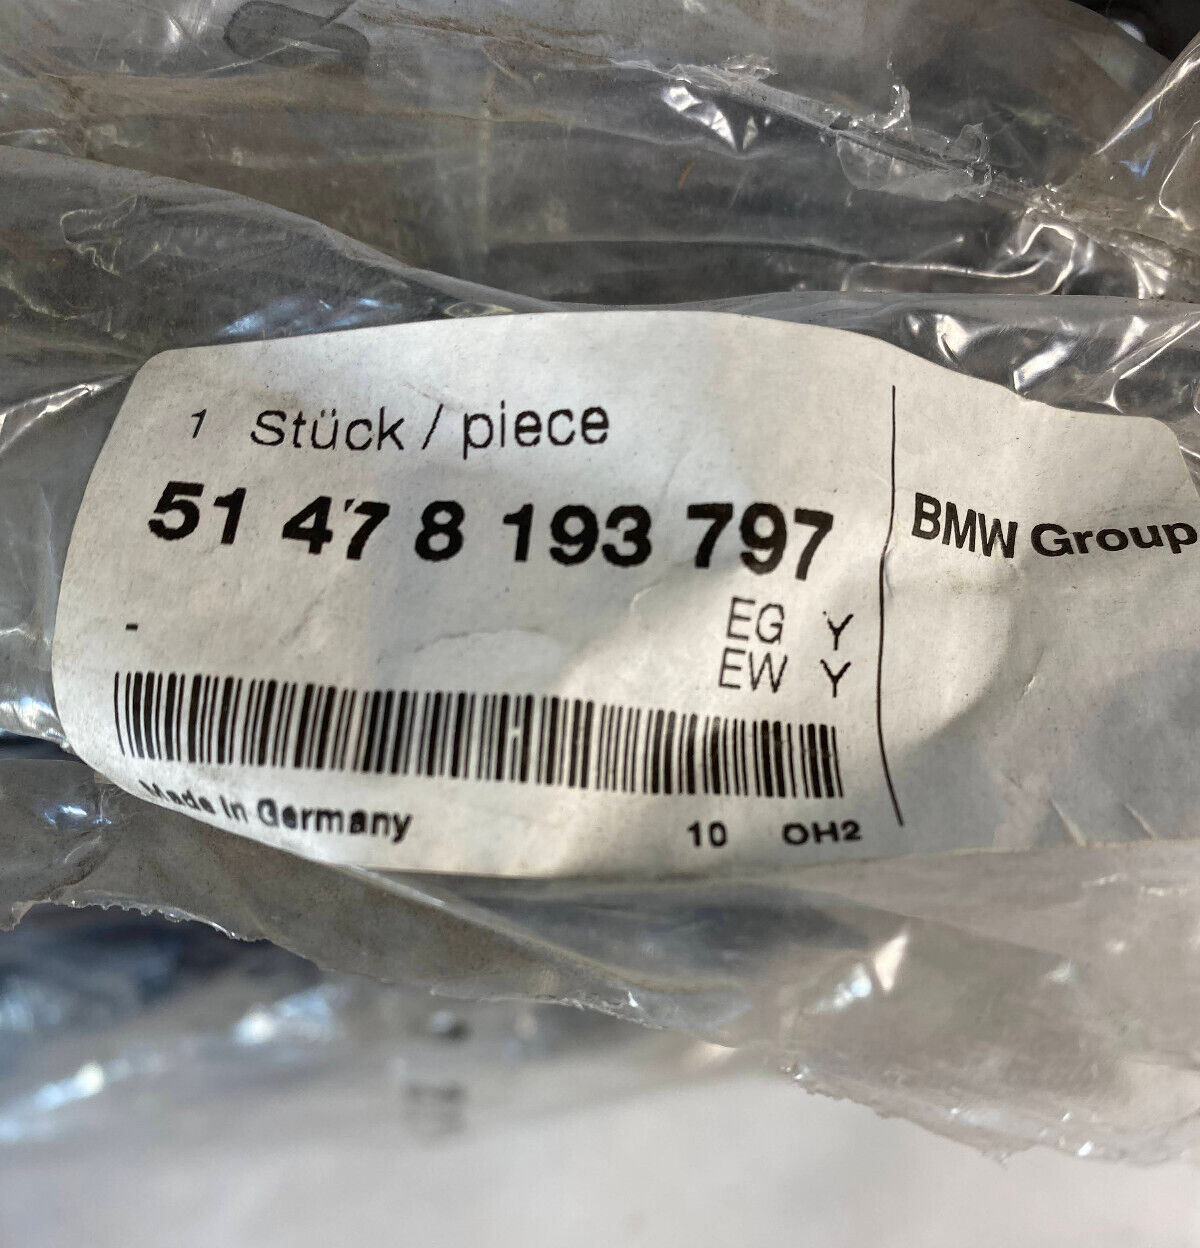 1 Stück / piece
51 47 8 193 797
BMW Group
EG Y
-
EW Y
Made in Germany
10 OH2